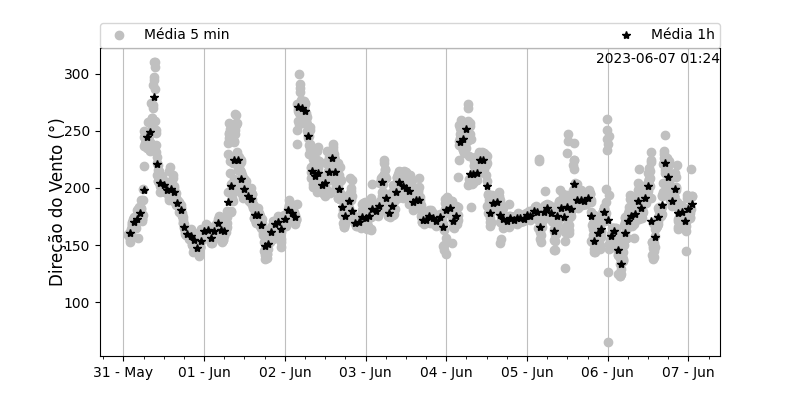 Média 5 min
Média 1h
2023-06-07 01:24
Direção do Vento (°)
300
250
200
150
100
31 - May
01 - Jun
02 - Jun
03 - Jun
04 - Jun
05 - Jun
06 - Jun
07 - Jun